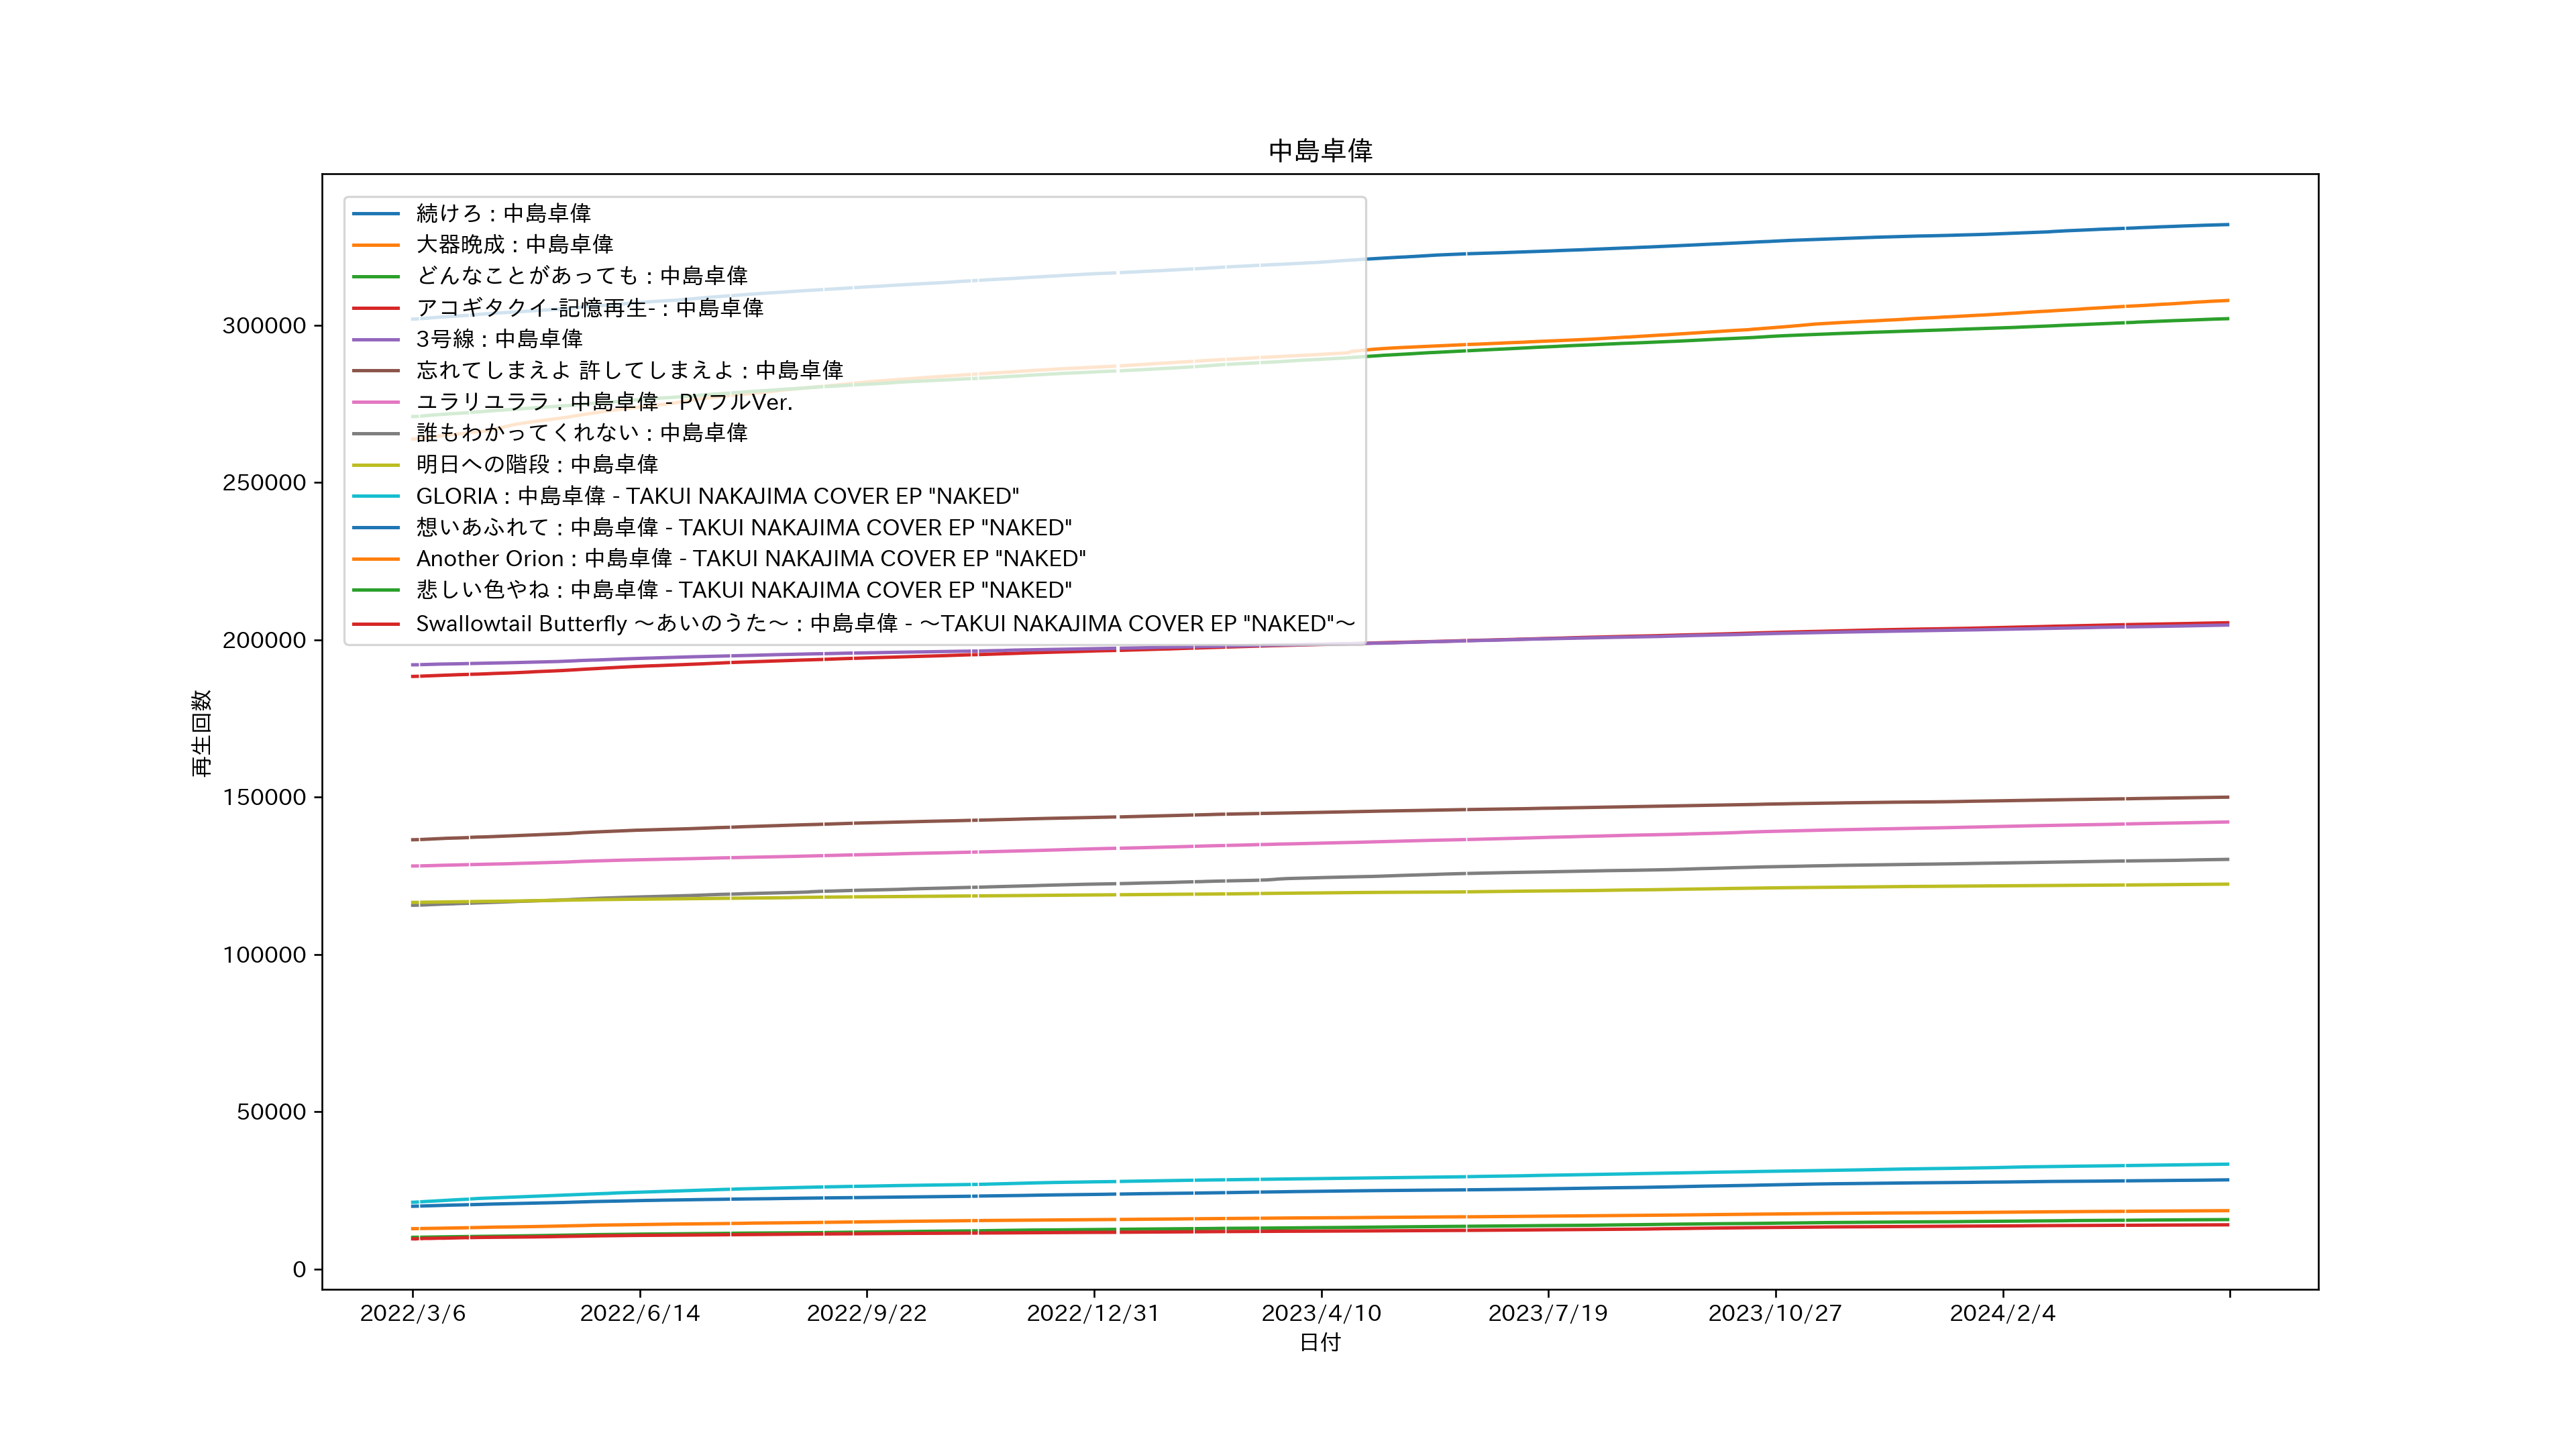 中島卓偉
続けろ : 中島卓偉
大器晩成 : 中島卓偉
どんなことがあっても : 中島卓偉
アコギタクイ-記憶再生- : 中島卓偉
3号線 : 中島卓偉
忘れてしまえよ 許してしまえよ : 中島卓偉
ユラリユララ : 中島卓偉 - PVフルVer.
誰もわかってくれない : 中島卓偉
明日への階段 : 中島卓偉
GLORIA : 中島卓偉 - TAKUI NAKAJIMA COVER EP "NAKED"
想いあふれて : 中島卓偉 - TAKUI NAKAJIMA COVER EP "NAKED"
Another Orion : 中島卓偉 - TAKUI NAKAJIMA COVER EP "NAKED"
悲しい色やね : 中島卓偉 - TAKUI NAKAJIMA COVER EP "NAKED"
Swallowtail Butterfly ～あいのうた～ : 中島卓偉 - ～TAKUI NAKAJIMA COVER EP "NAKED"～
300000
250000
200000
150000
100000
50000
0
再生回数
2022/3/6
2022/6/14
2022/9/22
2022/12/31
2023/4/10
2023/7/19
2023/10/27
2024/2/4
日付